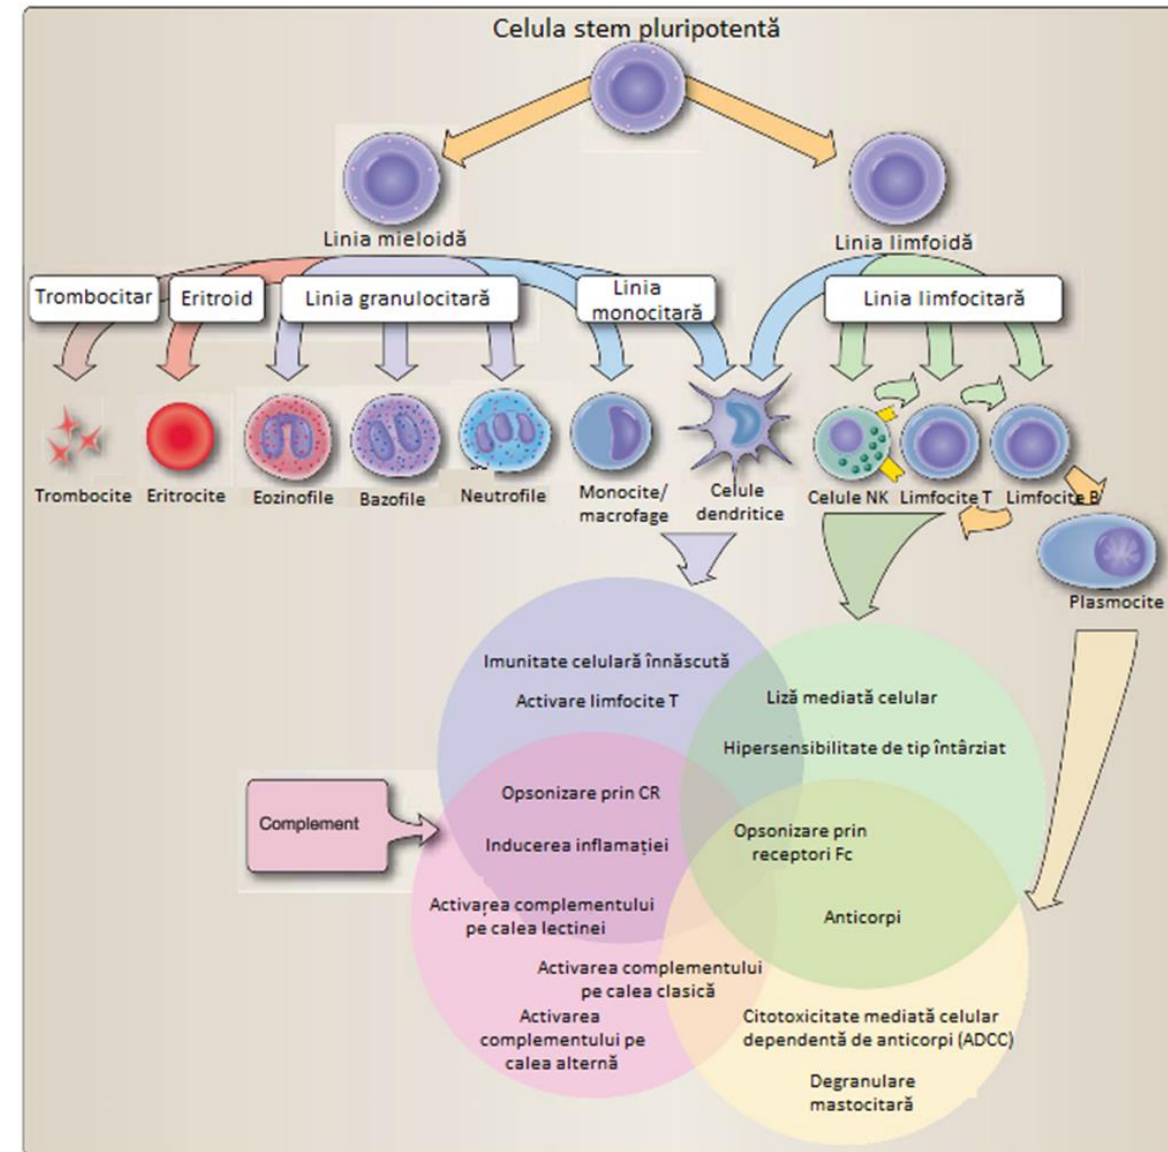 Celula stem pluripotentă
Linia mieloidă
Linia limfoidă
Trombocitar
Eritroid
Linia granulocitară
Linia
monocitară
Linia limfocitară
Trombocite
Eritrocite
Eozinofile
Bazofile
Neutrofile
Monocite/
macrofage
Celule
dendritice
Celule NK
Limfocite T
Limfocite B
Plasmocite
Imunitate celulară înnăscută
Activare limfocite T
Liză mediată celular
Hipersensibilitate de tip întârziat
Complement
Opsonizare prin CR
Inducerea inflamației
Opsonizare prin
receptori Fc
Activarea complementului
pe calea lectinei
Anticorpi
Activarea complementului
pe calea clasică
Activarea
complementului pe
calea alternă
Citotoxicitate mediată celular
dependentă de anticorpi (ADCC)
Degranulare
mastocitară